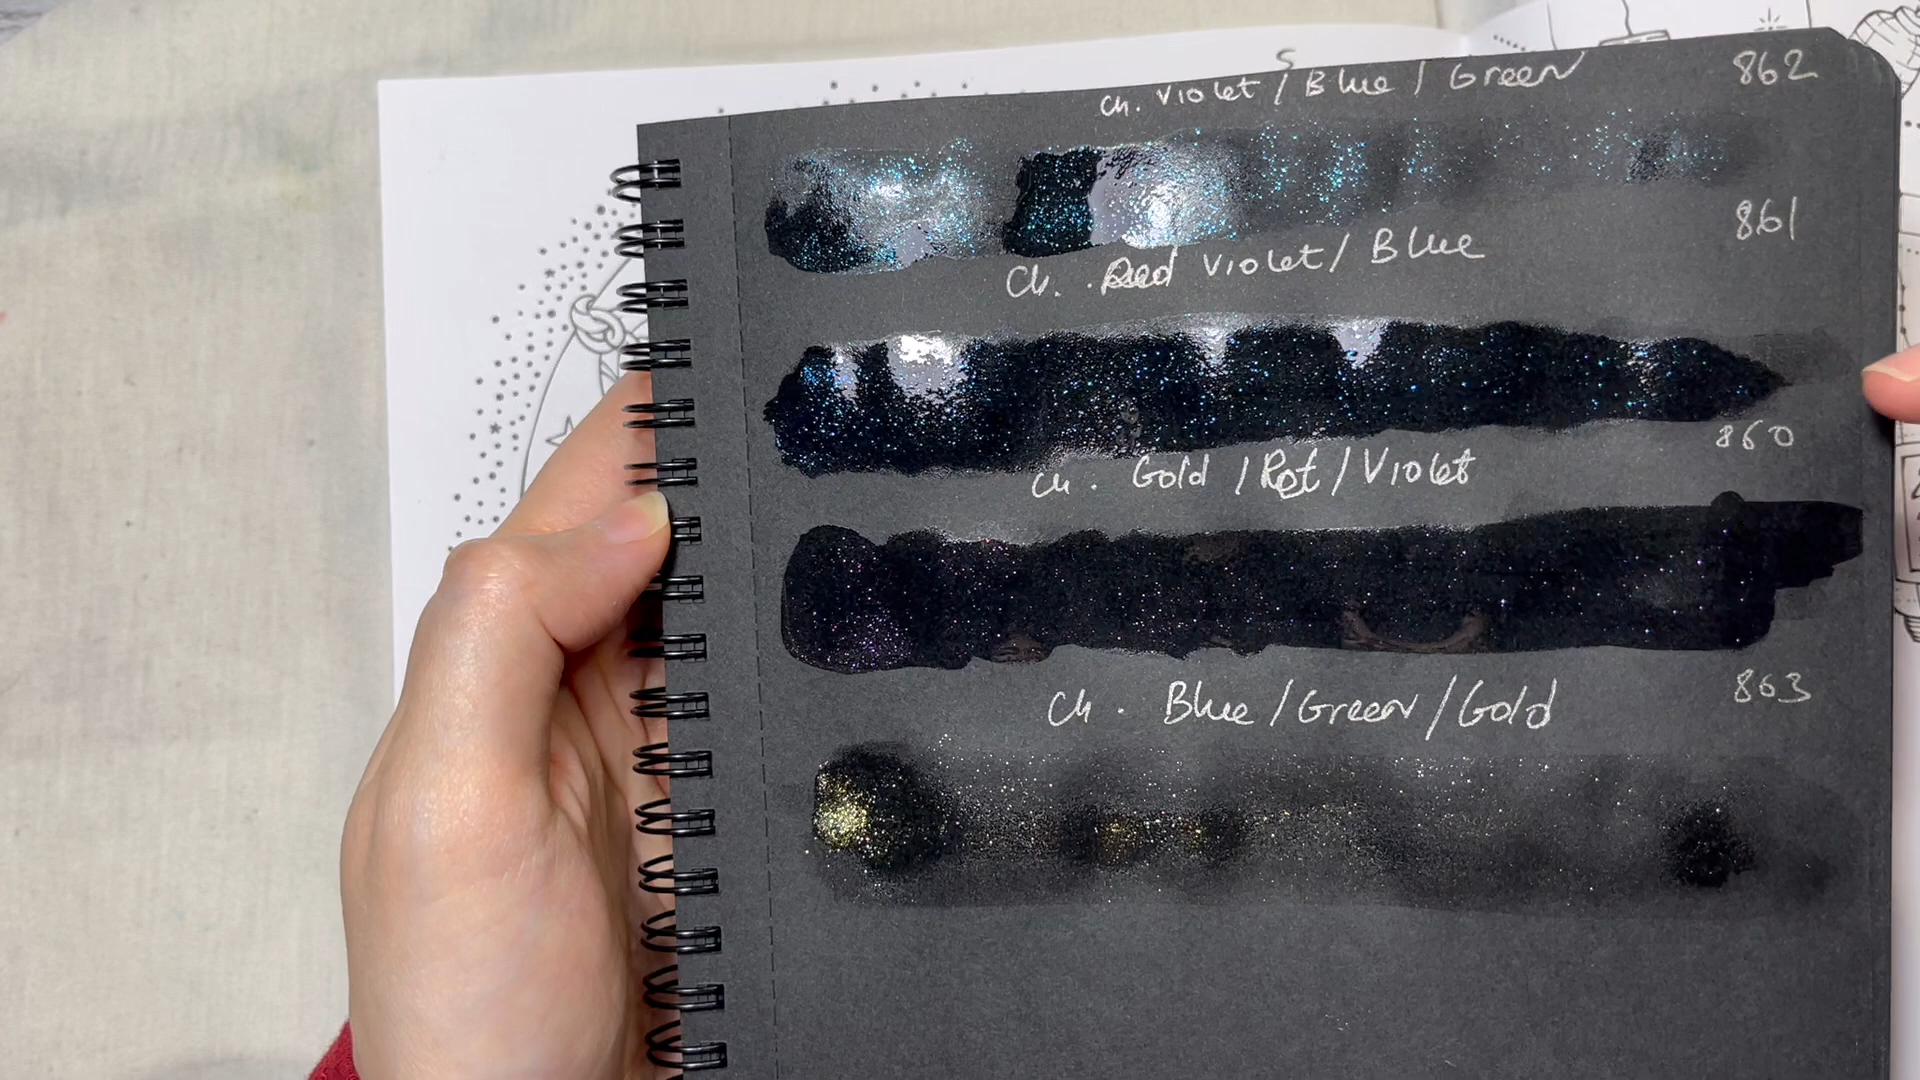 862
Ch. Violet / Blue / Green
861
Ch. Red Violet / Blue
860
Ch. Gold / Rot / Violet
863
Ch. Blue / Green / Gold